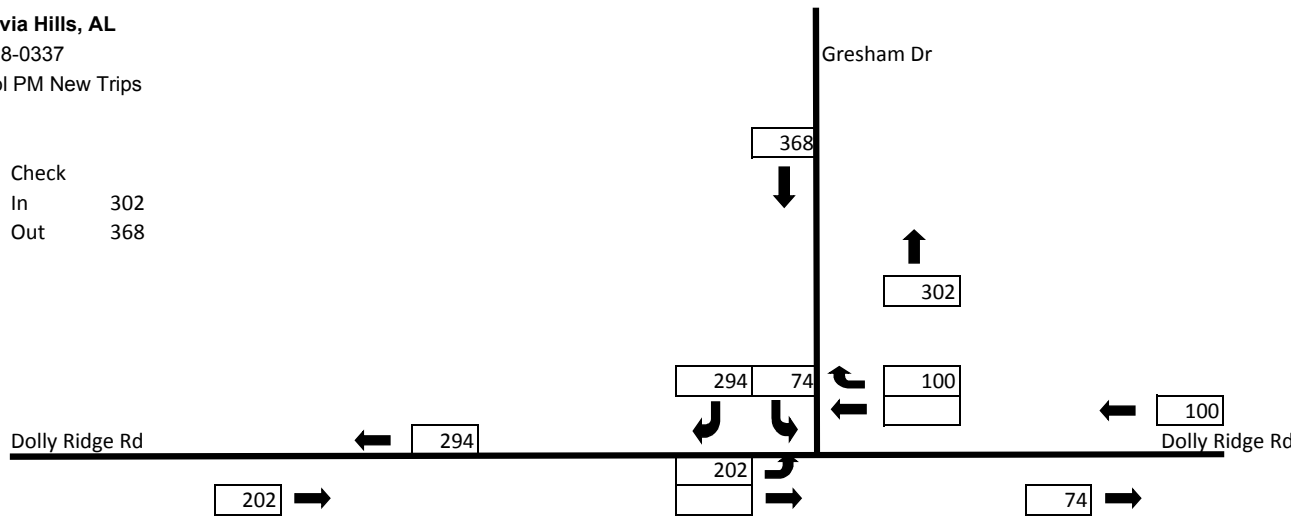 via Hills, AL
8-0337
ol PM New Trips
Gresham Dr
368
Check
In 302
Out 368
302
294 74 100
100
Dolly Ridge Rd 294 Dolly Ridge Rd
202
202 74